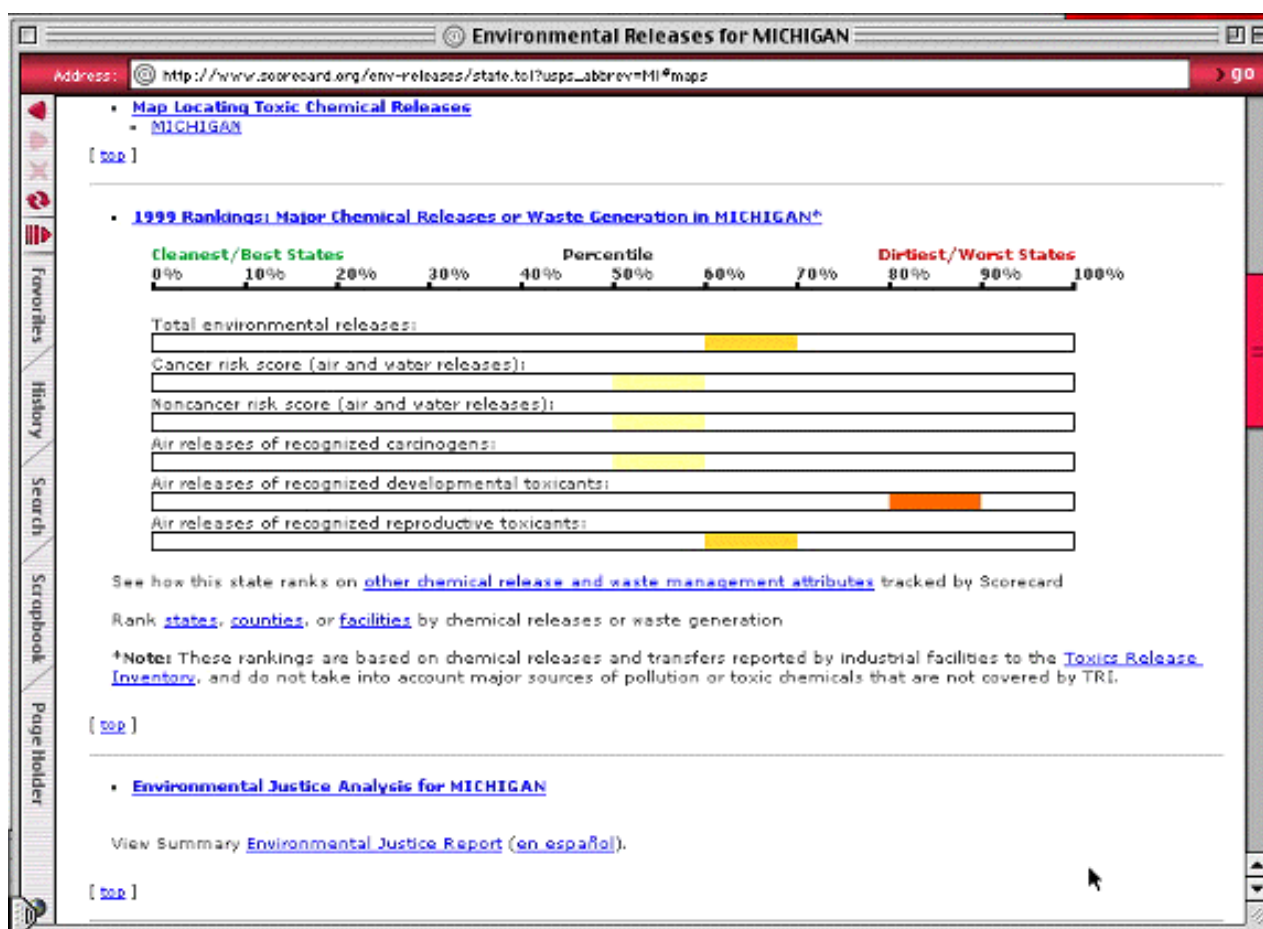 Environmental Releases for MICHIGAN
Address: http://www.scorecard.org/env-releases/state.tcl?usps_abbrev=MI#maps go
Map Locating Toxic Chemical Releases
MICHIGAN
[ top ]
1999 Rankings: Major Chemical Releases or Waste Generation in MICHIGAN*
Cleanest/Best States Percentile Dirtiest/Worst States
0% 10% 20% 30% 40% 50% 60% 70% 80% 90% 100%
Total environmental releases:
Cancer risk score (air and water releases):
Noncancer risk score (air and water releases):
Air releases of recognized carcinogens:
Air releases of recognized developmental toxicants:
Air releases of recognized reproductive toxicants:
See how this state ranks on other chemical release and waste management attributes tracked by Scorecard
Rank states, counties, or facilities by chemical releases or waste generation
*Note: These rankings are based on chemical releases and transfers reported by industrial facilities to the Toxics Release
Inventory, and do not take into account major sources of pollution or toxic chemicals that are not covered by TRI.
[ top ]
Environmental Justice Analysis for MICHIGAN
View Summary Environmental Justice Report (en español).
[ top ]
Favorites
History
Search
Scrapbook
Page Holder